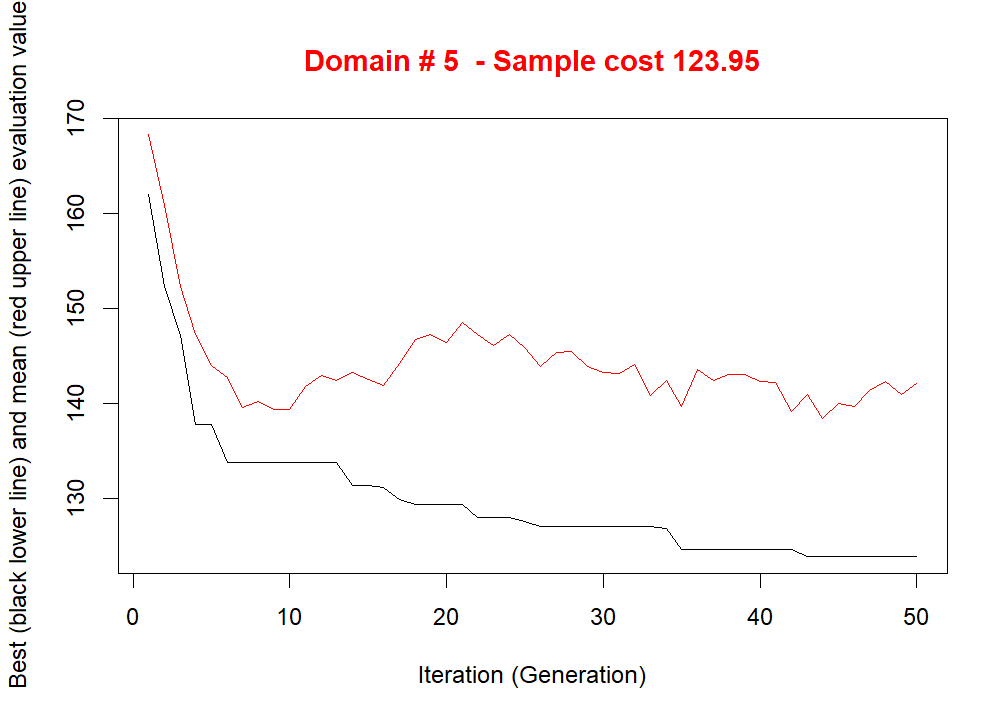 Domain # 5  - Sample cost 123.95
Best (black lower line) and mean (red upper line) evaluation value
170
160
150
140
130
0 10 20 30 40 50
Iteration (Generation)